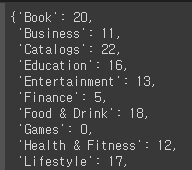 {'Book': 20,
'Business': 11,
'Catalogs': 22,
'Education': 16,
'Entertainment': 13,
'Finance': 5,
'Food & Drink': 18,
'Games': 0,
'Health & Fitness': 12,
'Lifestyle': 17,